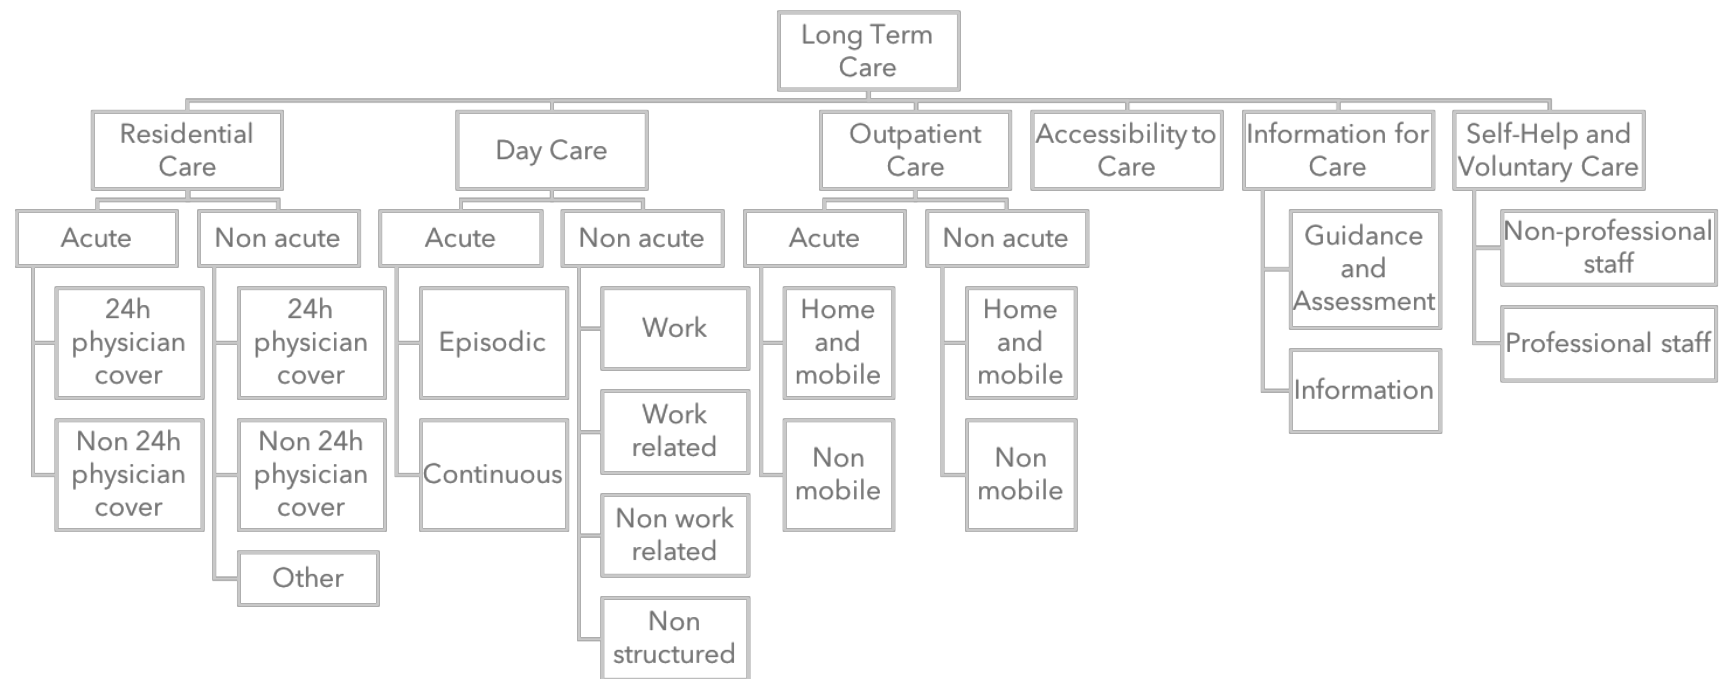 Long Term
Care
Residential
Care
Day Care
Outpatient
Care
Accessibility to
Care
Information for
Care
Self-Help and
Voluntary Care
Acute
Non acute
Acute
Non acute
Acute
Non acute
24h
physician
cover
Non 24h
physician
cover
24h
physician
cover
Non 24h
physician
cover
Other
Episodic
Continuous
Work
Work
related
Non work
related
Non
structured
Home
and
mobile
Non
mobile
Home
and
mobile
Non
mobile
Guidance
and
Assessment
Information
Non-professional
staff
Professional staff